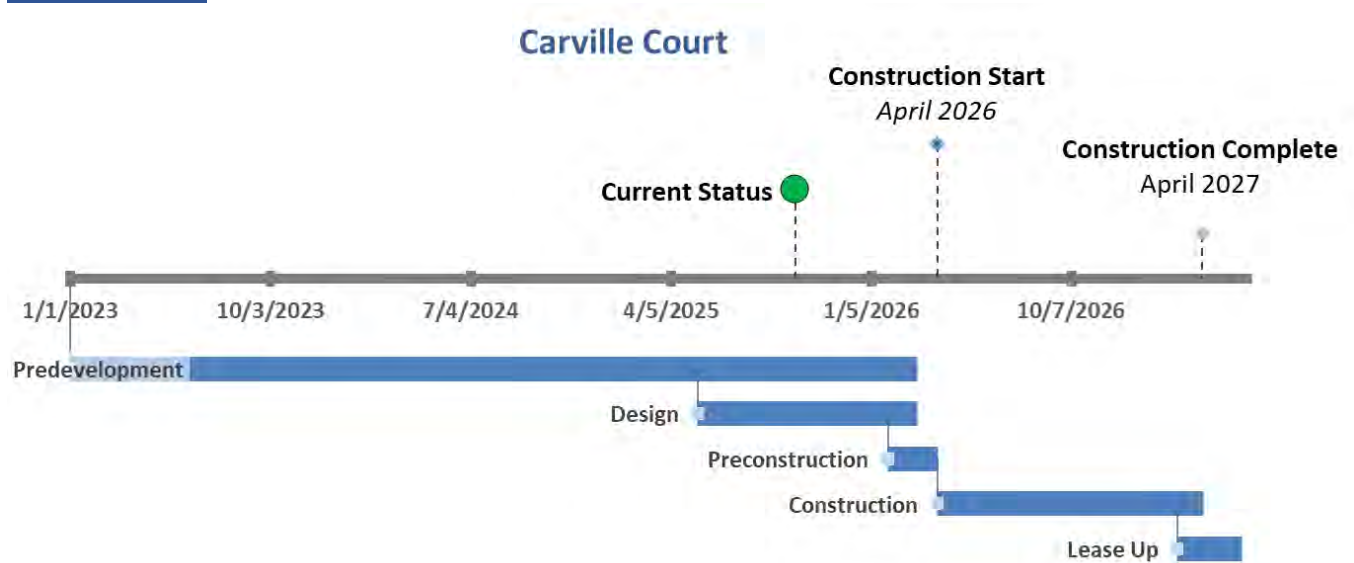 Carville Court
Construction Start
April 2026
Construction Complete
April 2027
Current Status
1/1/2023 10/3/2023 7/4/2024 4/5/2025 1/5/2026 10/7/2026
Predevelopment
Design
Preconstruction
Construction
Lease Up